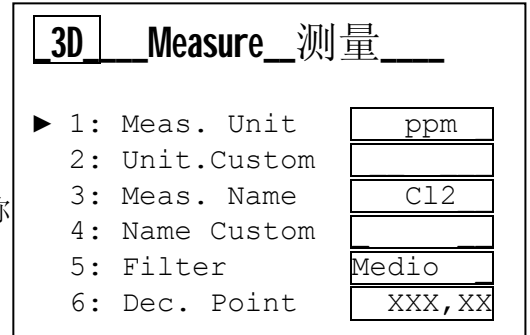 3D Measure 测量
► 1: Meas. Unit ppm
2: Unit.Custom
3: Meas. Name Cl2
4: Name Custom
5: Filter Medio
6: Dec. Point XXX,XX